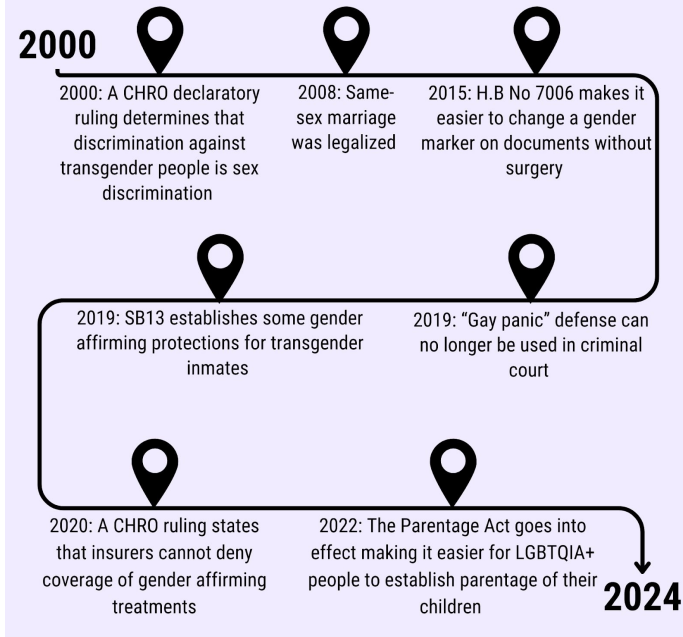 2000
2000: A CHRO declaratory
ruling determines that
discrimination against
transgender people is sex
discrimination
2008: Same-
sex marriage
was legalized
2015: H.B No 7006 makes it
easier to change a gender
marker on documents without
surgery
2019: SB13 establishes some gender
affirming protections for transgender
inmates
2019: “Gay panic” defense can
no longer be used in criminal
court
2020: A CHRO ruling states
that insurers cannot deny
coverage of gender affirming
treatments
2022: The Parentage Act goes into
effect making it easier for LGBTQIA+
people to establish parentage of their
children
2024